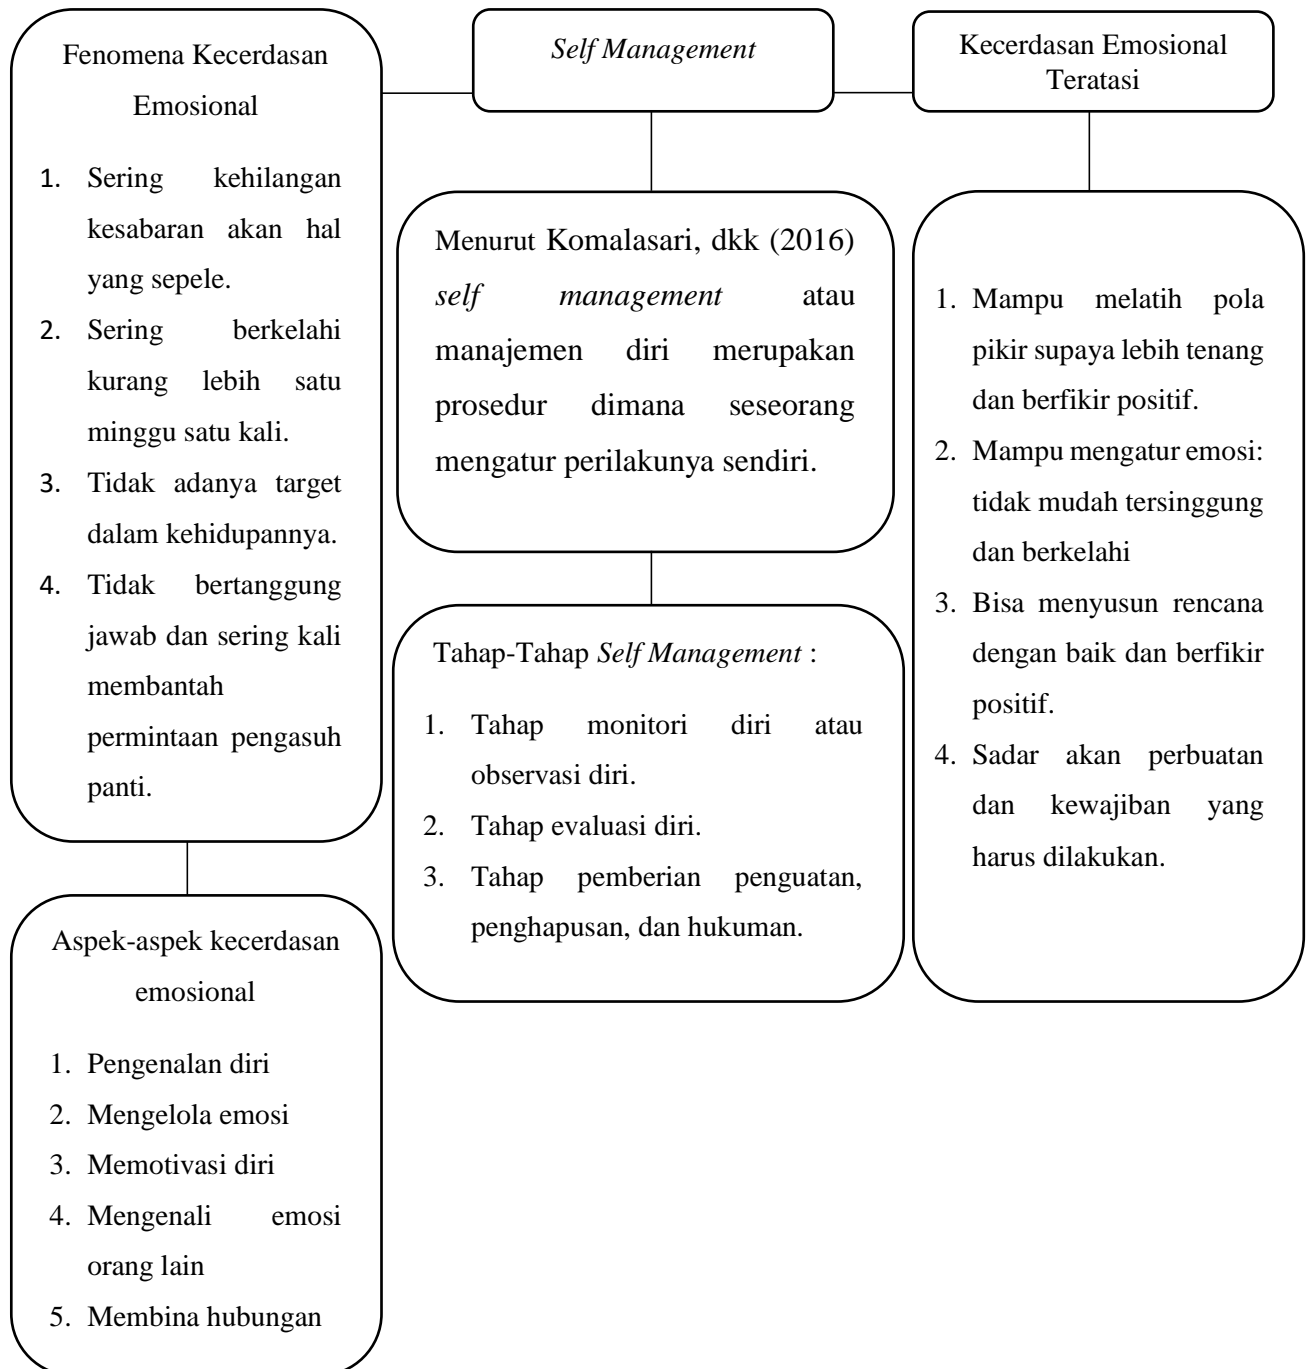 Fenomena Kecerdasan
Emosional
1. Sering kehilangan
kesabaran akan hal
yang sepele.
2. Sering berkelahi
kurang lebih satu
minggu satu kali.
3. Tidak adanya target
dalam kehidupannya.
4. Tidak bertanggung
jawab dan sering kali
membantah
permintaan pengasuh
panti.
Aspek-aspek kecerdasan
emosional
1. Pengenalan diri
2. Mengelola emosi
3. Memotivasi diri
4. Mengenali emosi
orang lain
5. Membina hubungan
Self Management
Menurut Komalasari, dkk (2016)
self management atau
manajemen diri merupakan
prosedur dimana seseorang
mengatur perilakunya sendiri.
Tahap-Tahap Self Management :
1. Tahap monitori diri atau
observasi diri.
2. Tahap evaluasi diri.
3. Tahap pemberian penguatan,
penghapusan, dan hukuman.
Kecerdasan Emosional
Teratasi
1. Mampu melatih pola
pikir supaya lebih tenang
dan berfikir positif.
2. Mampu mengatur emosi:
tidak mudah tersinggung
dan berkelahi
3. Bisa menyusun rencana
dengan baik dan berfikir
positif.
4. Sadar akan perbuatan
dan kewajiban yang
harus dilakukan.